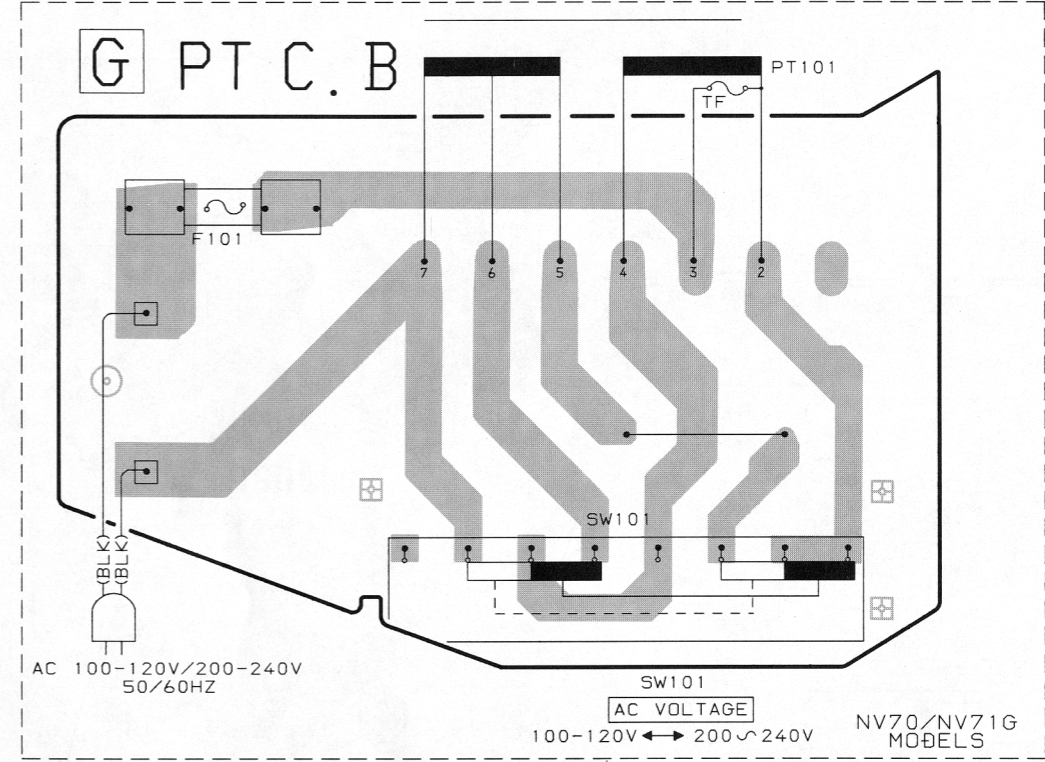 G PT C.B
PT101
TF
F101
7 6 5 4 3 2
SW101
BLK
BLK
AC 100-120V/200-240V
50/60HZ
SW101
AC VOLTAGE
100-120V ↔ 200∿240V
NV70/NV71G
MODELS